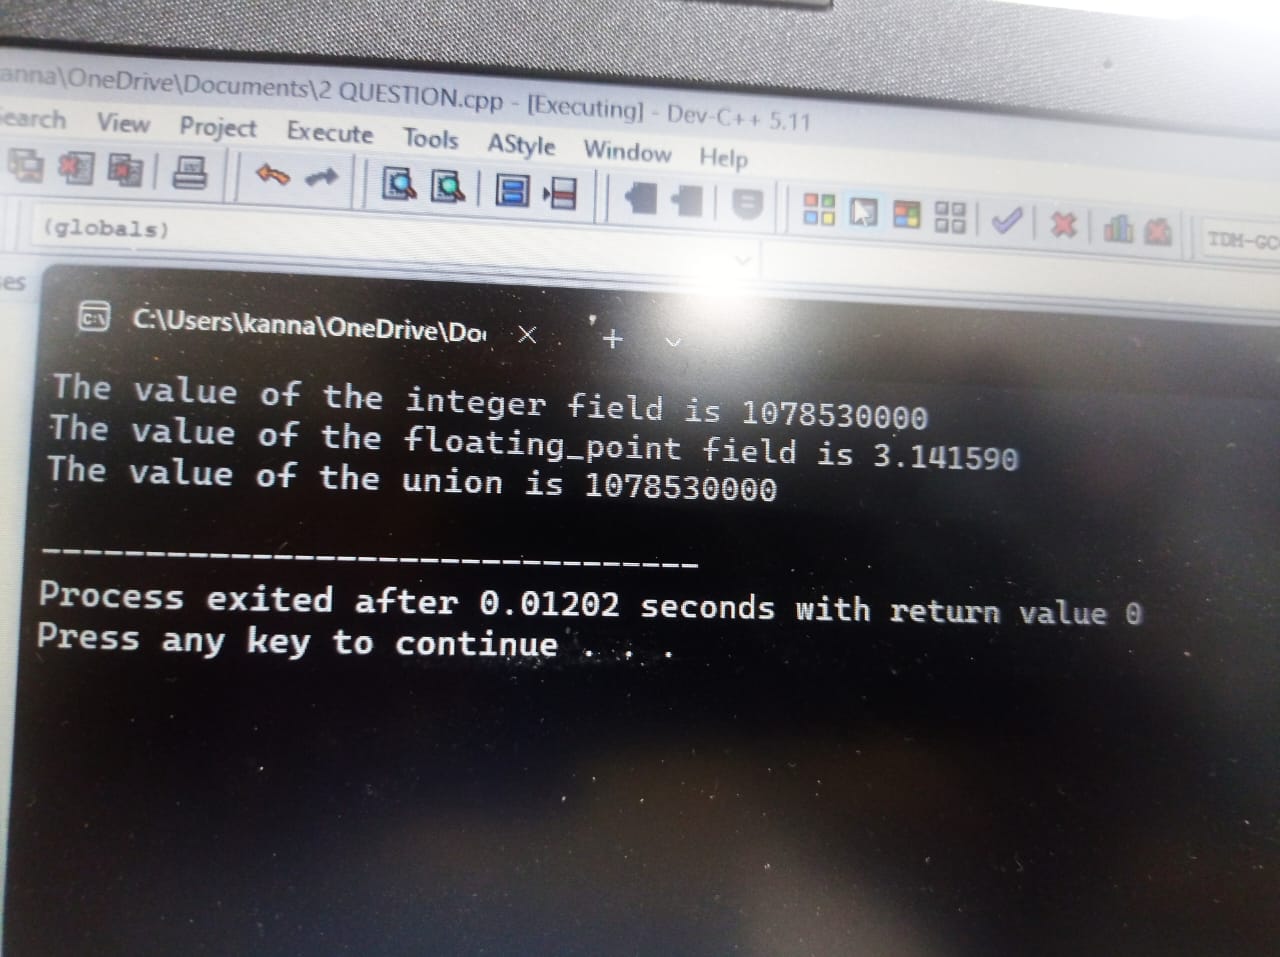 anna\OneDrive\Documents\2 QUESTION.cpp - [Executing] - Dev-C++ 5.11
earch View Project Execute Tools AStyle Window Help
(globals)
TDM-GC
es
C:\Users\kanna\OneDrive\Do
The value of the integer field is 1078530000
The value of the floating_point field is 3.141590
The value of the union is 1078530000
--------------------------------
Process exited after 0.01202 seconds with return value 0
Press any key to continue . . .